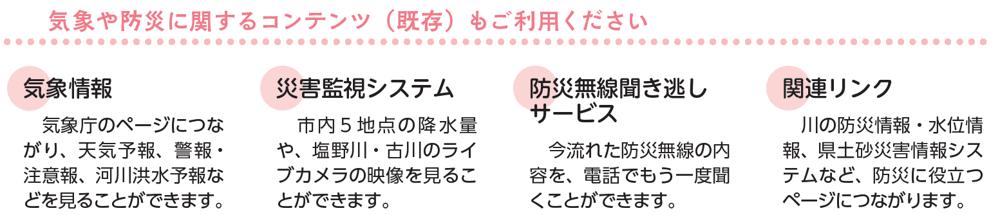 気象や防災に関するコンテンツ（既存）もご利用ください
気象情報
気象庁のページにつな
がり、天気予報、警報・
注意報、河川洪水予報な
どを見ることができます。
災害監視システム
市内５地点の降水量
や、塩野川・古川のライ
ブカメラの映像を見るこ
とができます。
防災無線聞き逃し
サービス
今流れた防災無線の内
容を、電話でもう一度聞
くことができます。
関連リンク
川の防災情報・水位情
報、県土砂災害情報シス
テムなど、防災に役立つ
ページにつながります。